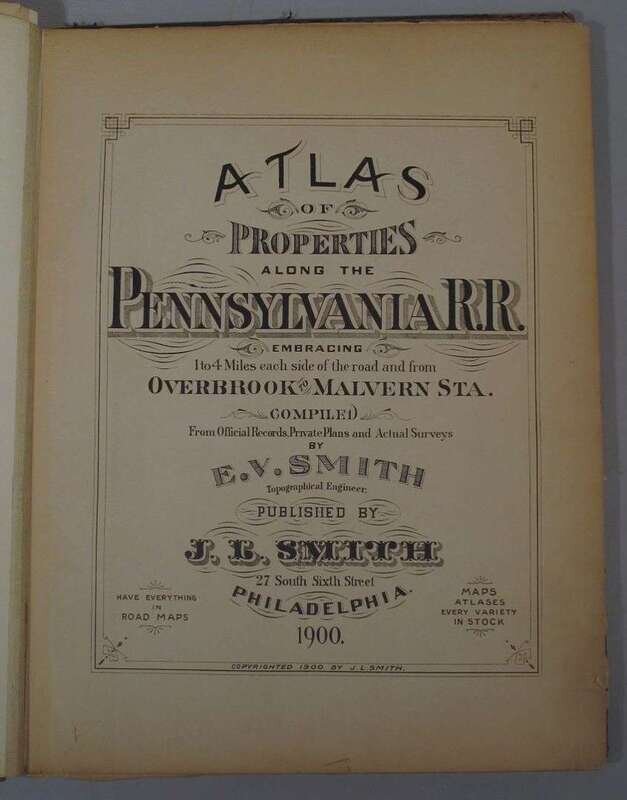 ATLAS
OF
PROPERTIES
ALONG THE
PENNSYLVANIA R.R.
EMBRACING
1 to 4 Miles each side of the road and from
OVERBROOK TO MALVERN STA.
COMPILED
From Official Records, Private Plans and Actual Surveys
BY
E.V. SMITH
Topographical Engineer.
PUBLISHED BY
J. L. SMITH
27 South Sixth Street
PHILADELPHIA.
1900.
HAVE EVERYTHING
IN
ROAD MAPS
MAPS
ATLASES
EVERY VARIETY
IN STOCK
COPYRIGHTED 1900 BY J.L.SMITH.